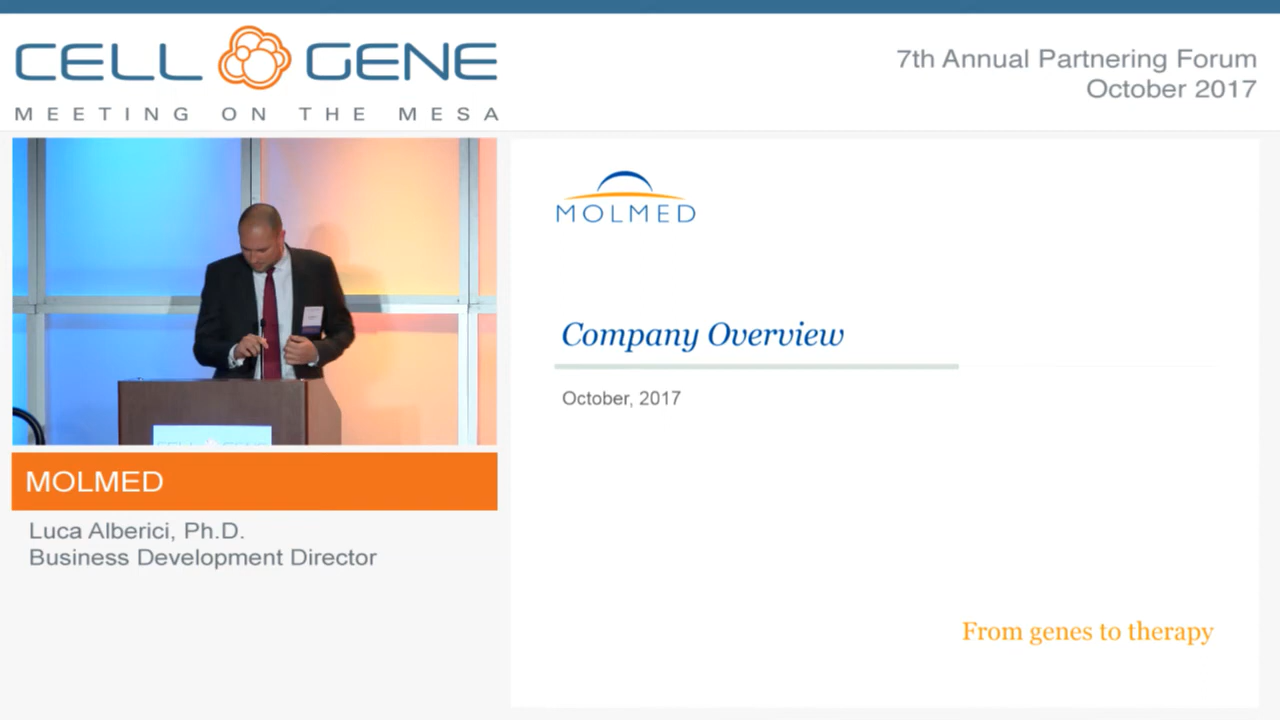 CELL GENE
MEETING ON THE MESA
7th Annual Partnering Forum
October 2017
MOLMED
Company Overview
October, 2017
From genes to therapy
MOLMED
Luca Alberici, Ph.D.
Business Development Director